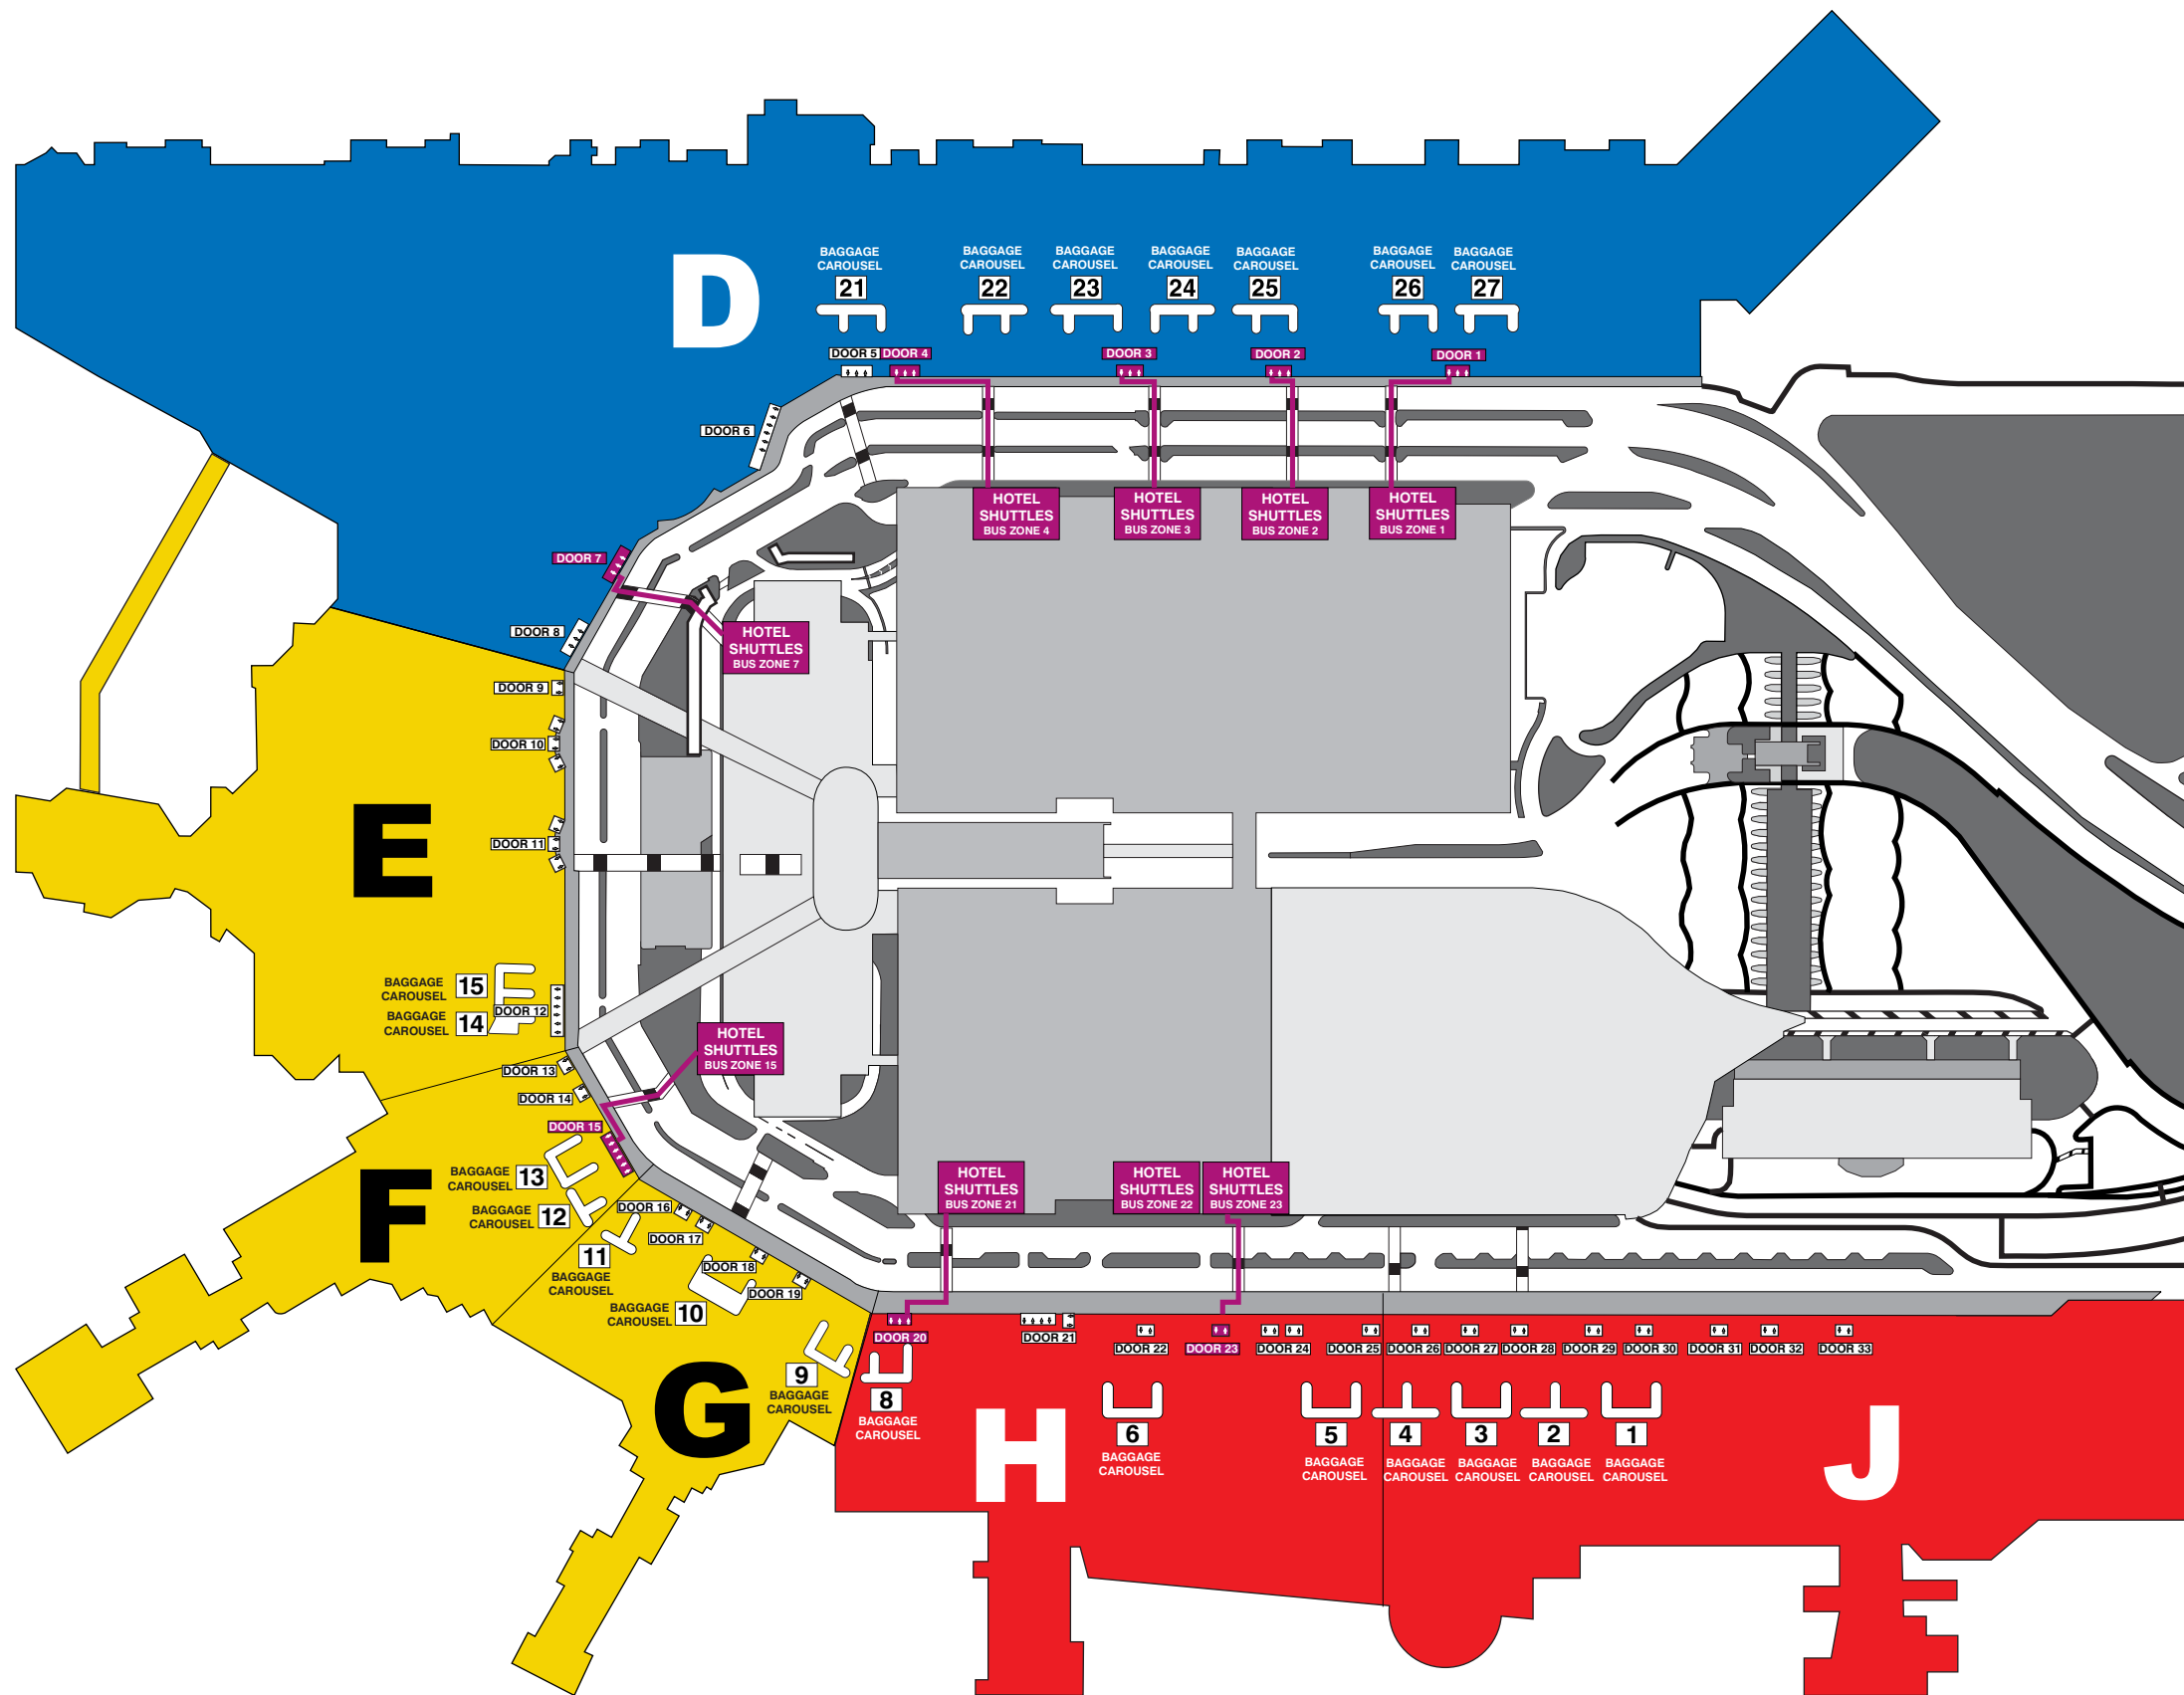 D
BAGGAGE
CAROUSEL
21
BAGGAGE
CAROUSEL
22
BAGGAGE
CAROUSEL
23
BAGGAGE
CAROUSEL
24
BAGGAGE
CAROUSEL
25
BAGGAGE
CAROUSEL
26
BAGGAGE
CAROUSEL
27
DOOR 5
DOOR 4
DOOR 3
DOOR 2
DOOR 1
DOOR 6
HOTEL
SHUTTLES
BUS ZONE 4
HOTEL
SHUTTLES
BUS ZONE 3
HOTEL
SHUTTLES
BUS ZONE 2
HOTEL
SHUTTLES
BUS ZONE 1
DOOR 7
DOOR 8
HOTEL
SHUTTLES
BUS ZONE 7
DOOR 9
DOOR 10
E
DOOR 11
BAGGAGE
CAROUSEL
15
DOOR 12
BAGGAGE
CAROUSEL
14
HOTEL
SHUTTLES
BUS ZONE 15
DOOR 13
DOOR 14
DOOR 15
F
BAGGAGE
CAROUSEL
13
BAGGAGE
CAROUSEL
12
HOTEL
SHUTTLES
BUS ZONE 21
HOTEL
SHUTTLES
BUS ZONE 22
HOTEL
SHUTTLES
BUS ZONE 23
DOOR 16
DOOR 17
11
BAGGAGE
CAROUSEL
DOOR 18
DOOR 19
BAGGAGE
CAROUSEL
10
G
9
BAGGAGE
CAROUSEL
DOOR 20
DOOR 21
DOOR 22
DOOR 23
DOOR 24
DOOR 25
DOOR 26
DOOR 27
DOOR 28
DOOR 29
DOOR 30
DOOR 31
DOOR 32
DOOR 33
8
BAGGAGE
CAROUSEL
H
6
BAGGAGE
CAROUSEL
5
BAGGAGE
CAROUSEL
4
BAGGAGE
CAROUSEL
3
BAGGAGE
CAROUSEL
2
BAGGAGE
CAROUSEL
1
BAGGAGE
CAROUSEL
J